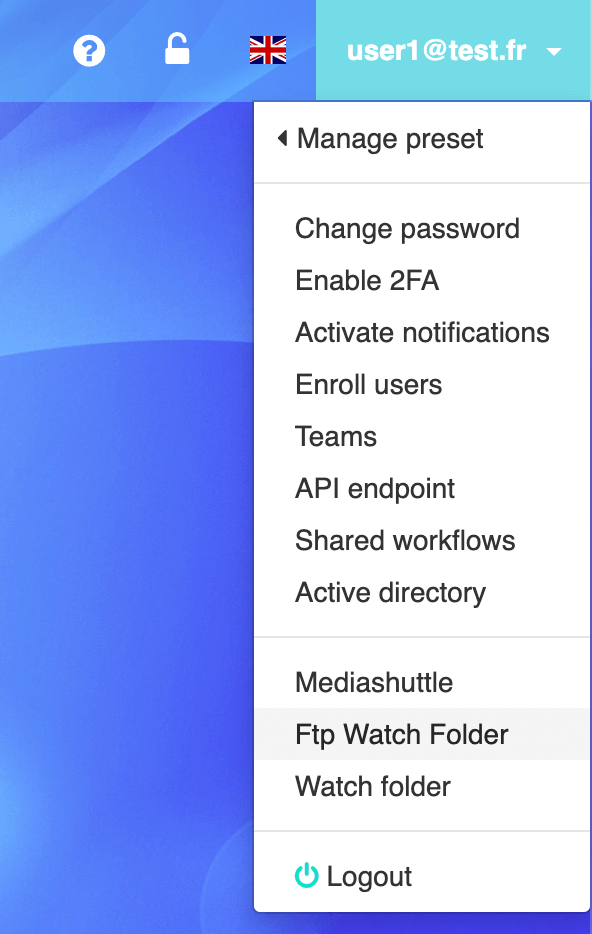 user1@test.fr
Manage preset
Change password
Enable 2FA
Activate notifications
Enroll users
Teams
API endpoint
Shared workflows
Active directory
Mediashuttle
Ftp Watch Folder
Watch folder
Logout